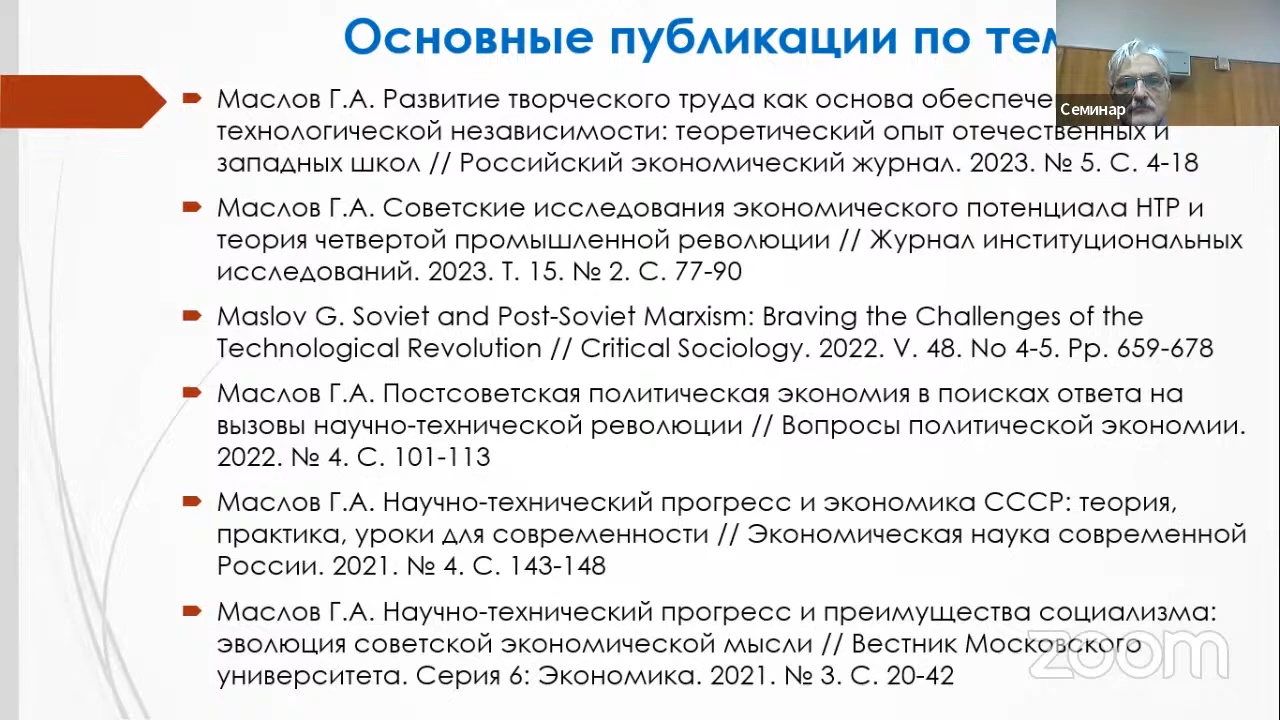 Основные публикации по тем
Семинар
Маслов Г.А. Развитие творческого труда как основа обеспече
технологической независимости: теоретический опыт отечественных и
западных школ // Российский экономический журнал. 2023. № 5. С. 4-18
Маслов Г.А. Советские исследования экономического потенциала НТР и
теория четвертой промышленной революции // Журнал институциональных
исследований. 2023. Т. 15. № 2. С. 77-90
Maslov G. Soviet and Post-Soviet Marxism: Braving the Challenges of the
Technological Revolution // Critical Sociology. 2022. V. 48. No 4-5. Pp. 659-678
Маслов Г.А. Постсоветская политическая экономия в поисках ответа на
вызовы научно-технической революции // Вопросы политической экономии.
2022. № 4. С. 101-113
Маслов Г.А. Научно-технический прогресс и экономика СССР: теория,
практика, уроки для современности // Экономическая наука современной
России. 2021. № 4. С. 143-148
Маслов Г.А. Научно-технический прогресс и преимущества социализма:
эволюция советской экономической мысли // Вестник Московского
университета. Серия 6: Экономика. 2021. № 3. С. 20-42
zoom